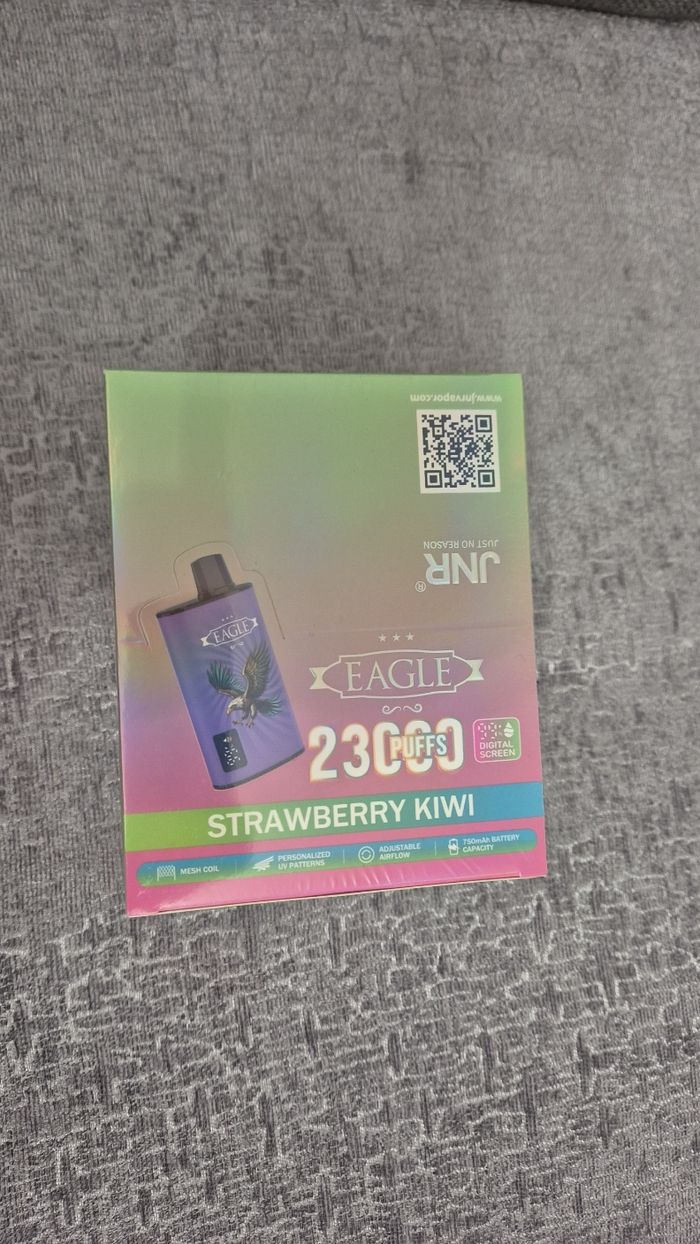 www.jnrvapor.com
JNR®
JUST NO REASON
EAGLE
EAGLE
23000
PUFFS
DIGITAL
SCREEN
STRAWBERRY KIWI
MESH COIL
PERSONALIZED
UV PATTERNS
ADJUSTABLE
AIRFLOW
750mAh BATTERY
CAPACITY